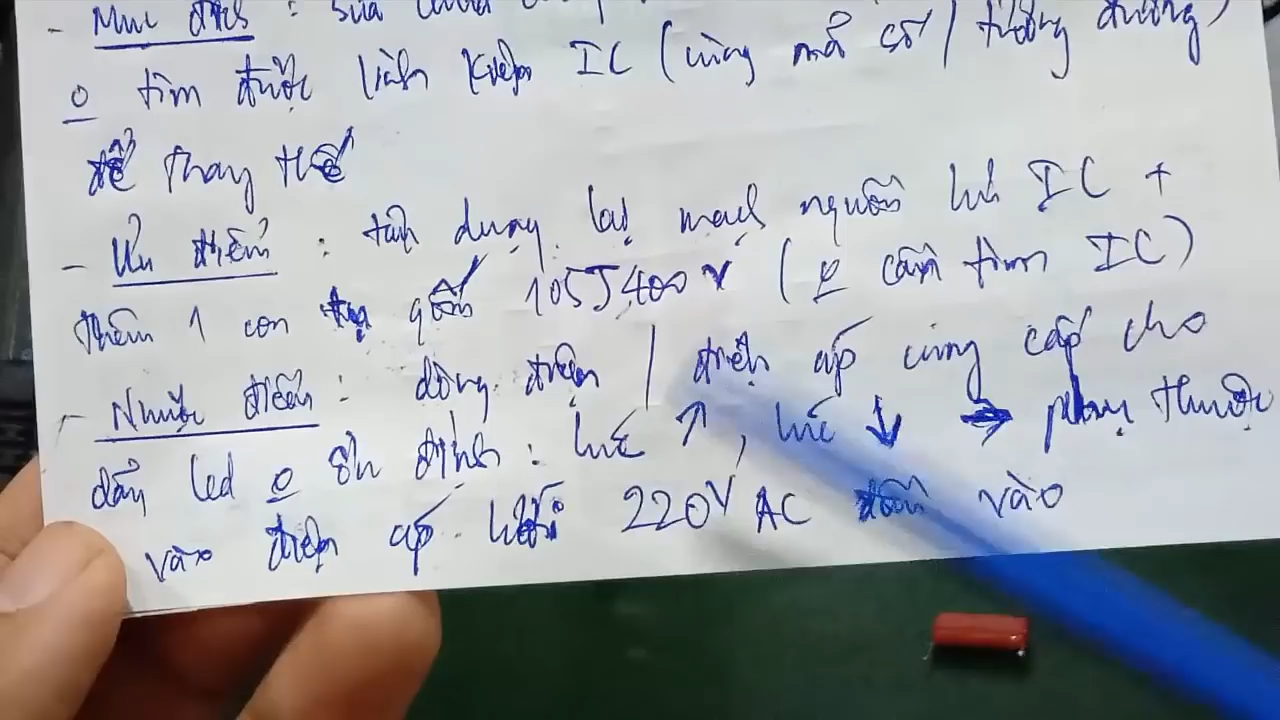 - Mục đích : sửa chữa
o tìm được linh kiện IC (cùng mã số / tương đương)
để thay thế
- Ưu điểm : tận dụng lại mạch nguồn hư IC +
thêm 1 con tụ gốm 105J400V (o cần tìm IC)
- Nhược điểm : dòng điện / điện áp cung cấp cho
dây led o ổn định : lúc ↑, lúc ↓ → phụ thuộc
vào điện áp lưới 220V AC đầu vào